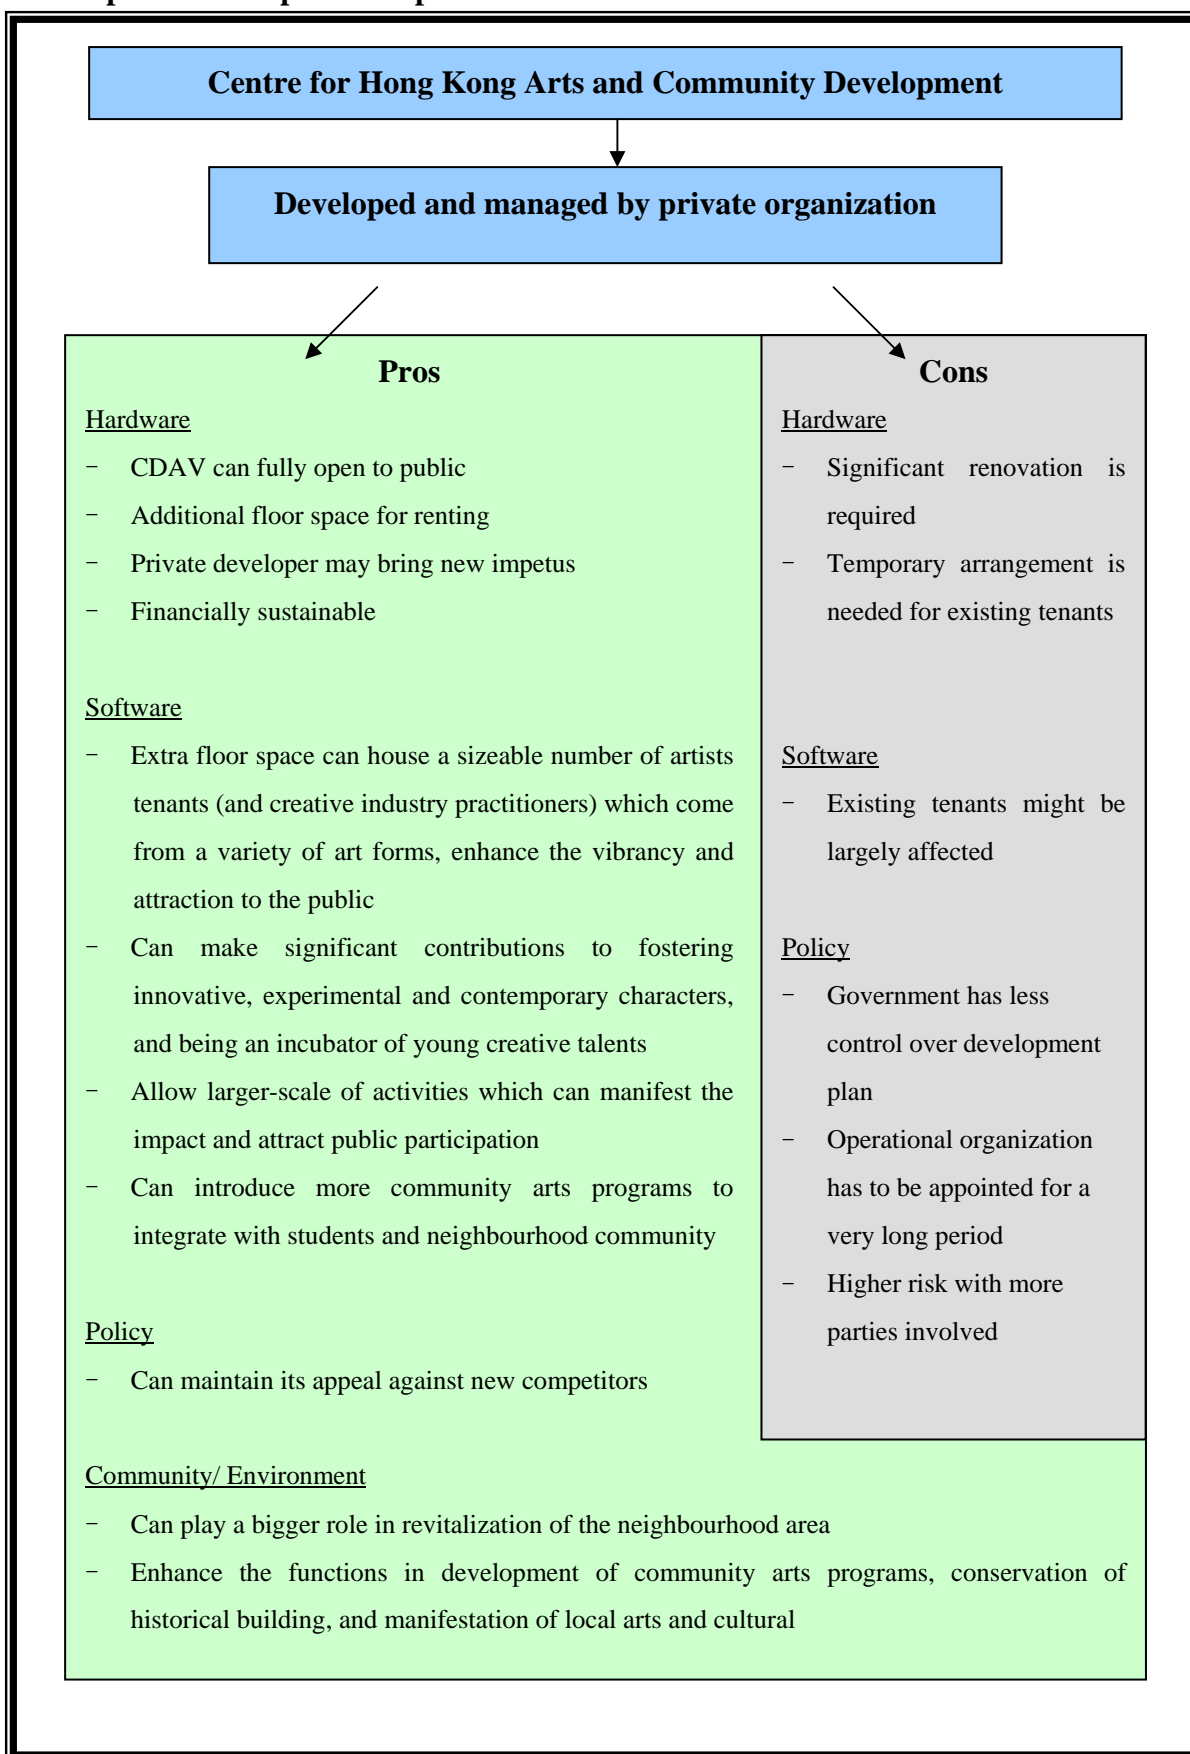 Centre for Hong Kong Arts and Community Development
Developed and managed by private organization
Pros
Hardware
- CDAV can fully open to public
- Additional floor space for renting
- Private developer may bring new impetus
- Financially sustainable
Software
- Extra floor space can house a sizeable number of artists
tenants (and creative industry practitioners) which come
from a variety of art forms, enhance the vibrancy and
attraction to the public
- Can make significant contributions to fostering
innovative, experimental and contemporary characters,
and being an incubator of young creative talents
- Allow larger-scale of activities which can manifest the
impact and attract public participation
- Can introduce more community arts programs to
integrate with students and neighbourhood community
Policy
- Can maintain its appeal against new competitors
Cons
Hardware
- Significant renovation is
required
- Temporary arrangement is
needed for existing tenants
Software
- Existing tenants might be
largely affected
Policy
- Government has less
control over development
plan
- Operational organization
has to be appointed for a
very long period
- Higher risk with more
parties involved
Community/ Environment
- Can play a bigger role in revitalization of the neighbourhood area
- Enhance the functions in development of community arts programs, conservation of
historical building, and manifestation of local arts and cultural